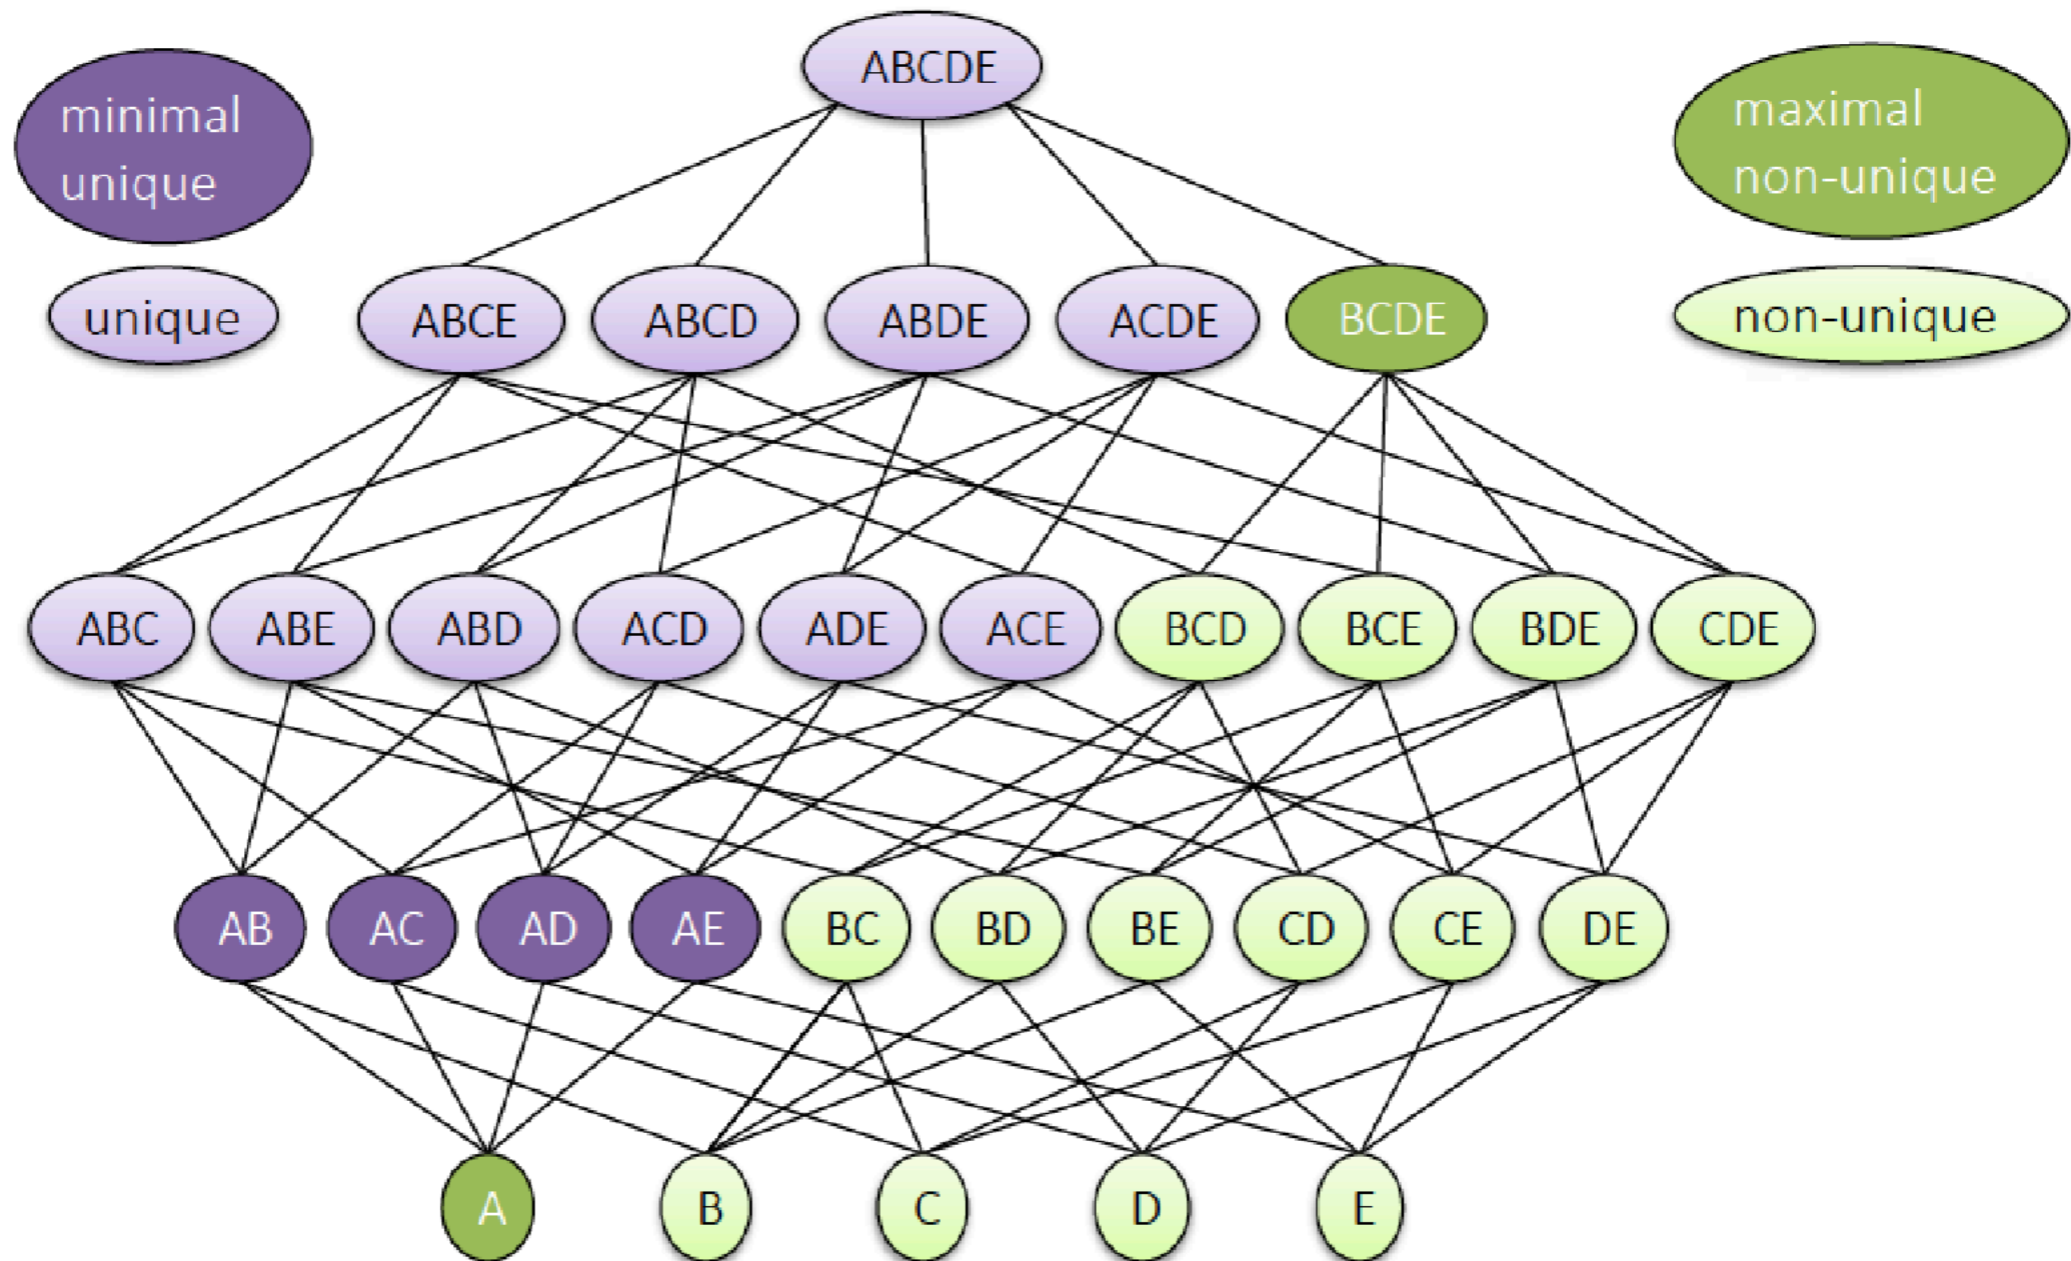 ABCDE
minimal
unique
maximal
non-unique
unique
ABCE ABCD ABDE ACDE BCDE
non-unique
ABC ABE ABD ACD ADE ACE BCD BCE BDE CDE
AB AC AD AE BC BD BE CD CE DE
A B C D E